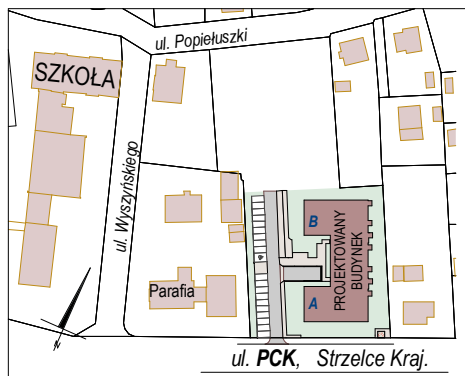 ul. Popiełuszki
SZKOŁA
ul. Wyszyńskiego
B
PROJEKTOWANY
BUDYNEK
A
Parafia
N
ul. PCK, Strzelce Kraj.